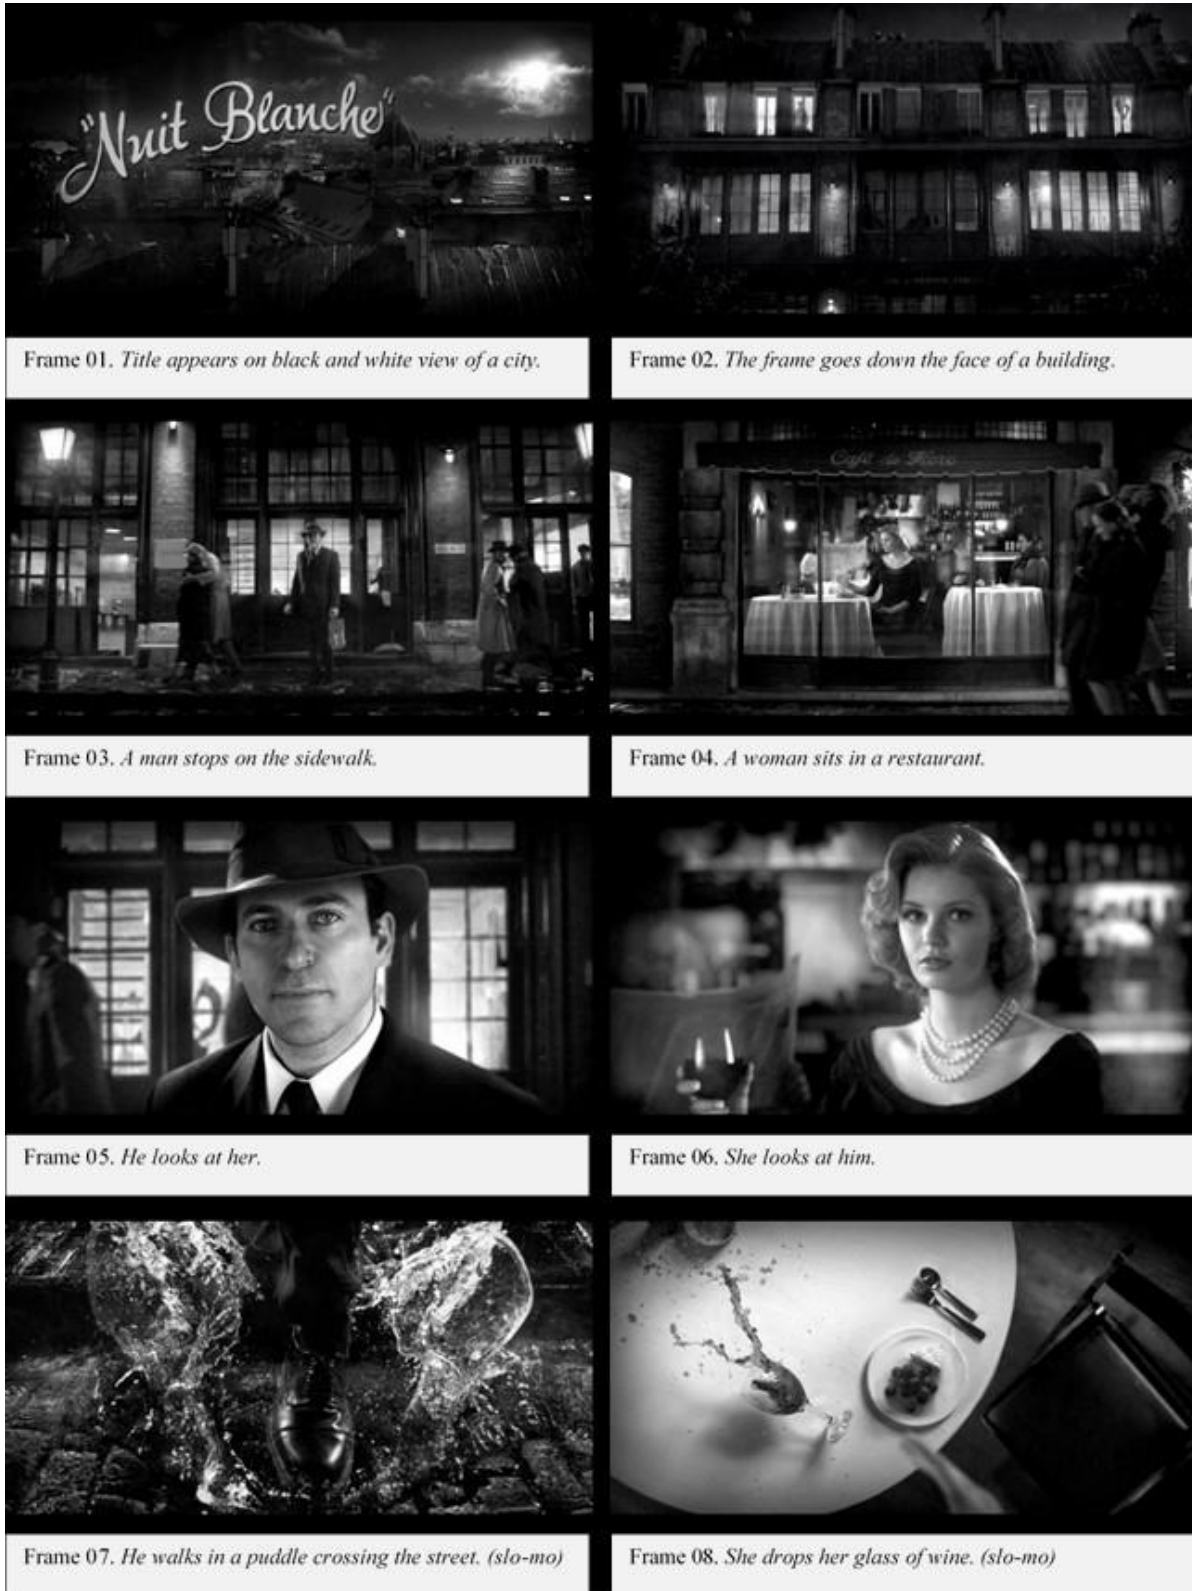 "Nuit Blanche"
Frame 01. Title appears on black and white view of a city.
Frame 02. The frame goes down the face of a building.
Café de Flore
Frame 03. A man stops on the sidewalk.
Frame 04. A woman sits in a restaurant.
Frame 05. He looks at her.
Frame 06. She looks at him.
Frame 07. He walks in a puddle crossing the street. (slo-mo)
Frame 08. She drops her glass of wine. (slo-mo)